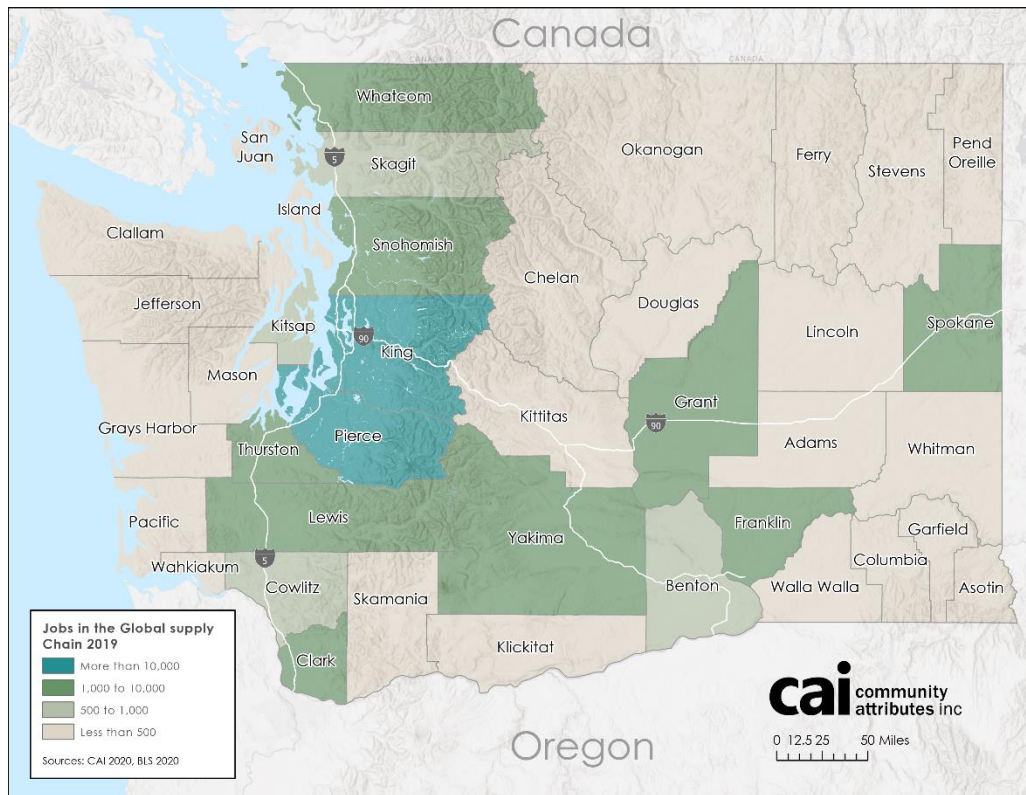 Canada
CANADA
CANADA
Whatcom
San
Juan
5
Skagit
Okanogan
Ferry
Stevens
Pend
Oreille
Island
Clallam
Snohomish
Chelan
Jefferson
Douglas
Kitsap
Lincoln
Spokane
90
King
Mason
Grant
Kittitas
90
Grays Harbor
Pierce
Adams
Thurston
Whitman
Lewis
Pacific
Yakima
Franklin
Garfield
5
Wahkiakum
Columbia
Cowlitz
Benton
Walla Walla
Asotin
Skamania
Klickitat
Clark
Jobs in the Global supply
Chain 2019
More than 10,000
1,000 to 10,000
500 to 1,000
Less than 500
Sources: CAI 2020, BLS 2020
Oregon
cai community
attributes inc
0 12.5 25 50 Miles